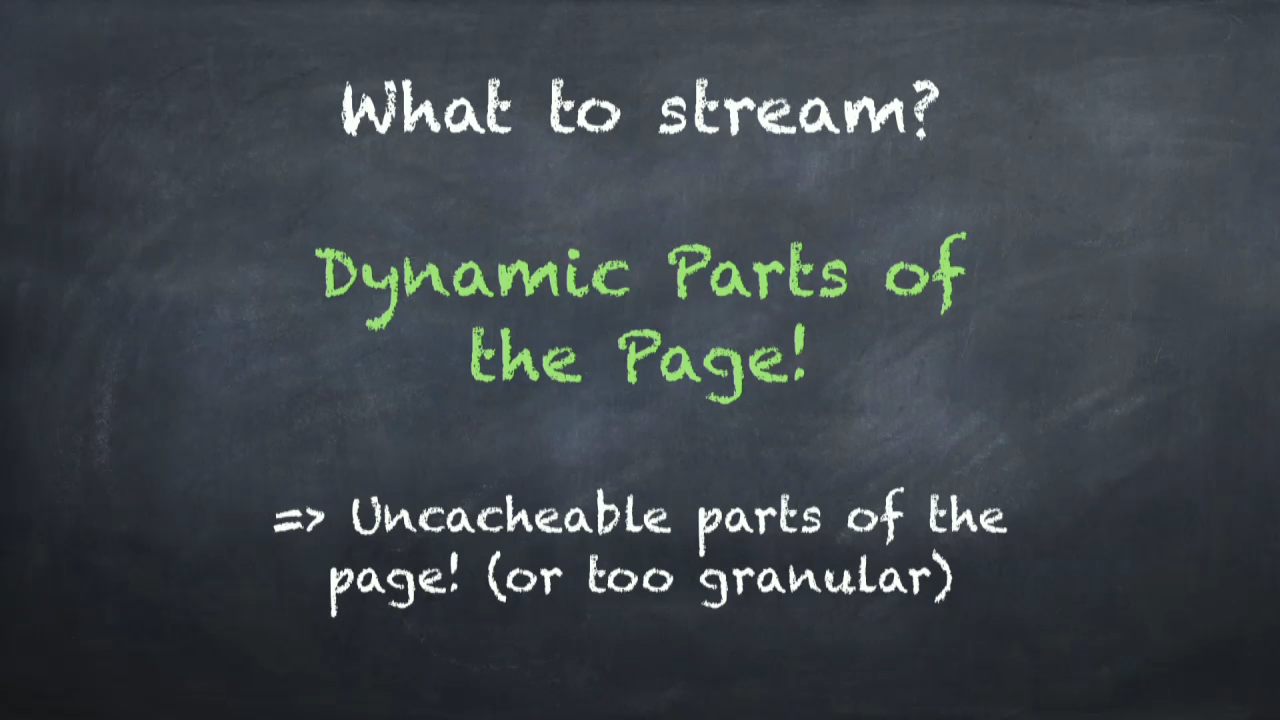 What to stream?
Dynamic Parts of
the Page!
=> Uncacheable parts of the
page! (or too granular)